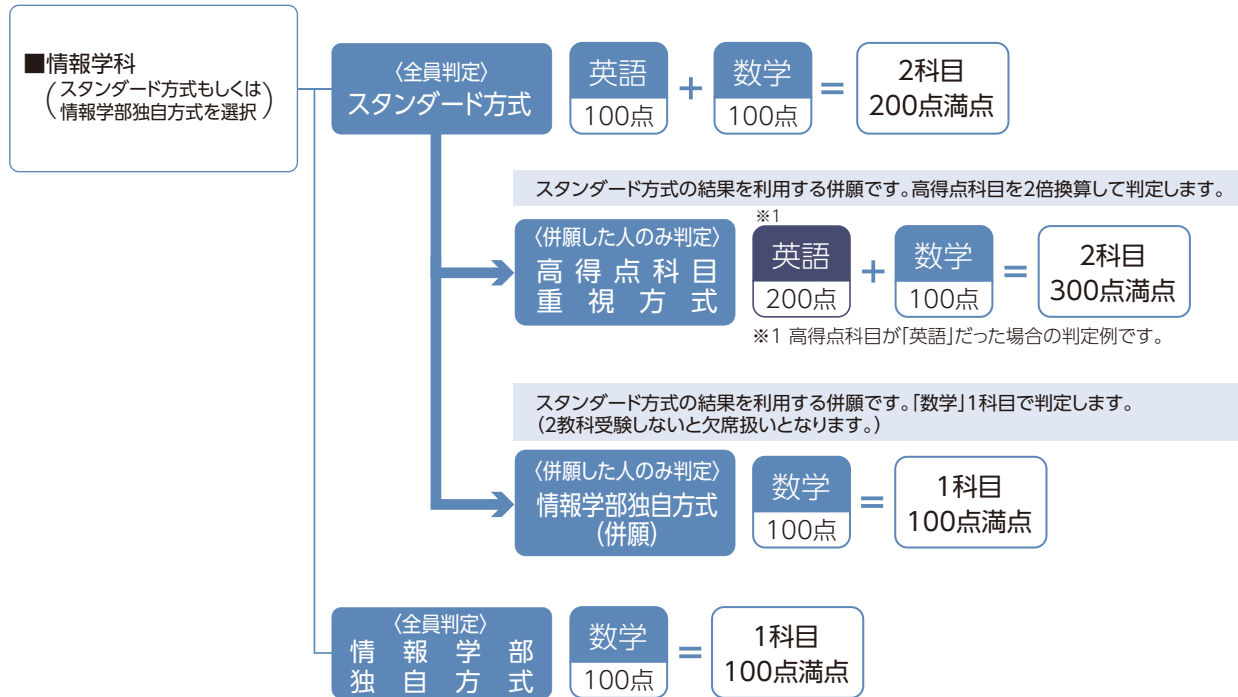 ■情報学科
(スタンダード方式もしくは
情報学部独自方式を選択)
〈全員判定〉
スタンダード方式
英語
100点
+
数学
100点
=
2科目
200点満点
スタンダード方式の結果を利用する併願です。高得点科目を2倍換算して判定します。
〈併願した人のみ判定〉
高得点科目
重視方式
※1
英語
200点
+
数学
100点
=
2科目
300点満点
※1 高得点科目が「英語」だった場合の判定例です。
スタンダード方式の結果を利用する併願です。「数学」1科目で判定します。
(2教科受験しないと欠席扱いとなります。)
〈併願した人のみ判定〉
情報学部独自方式
(併願)
数学
100点
=
1科目
100点満点
〈全員判定〉
情報学部
独自方式
数学
100点
=
1科目
100点満点